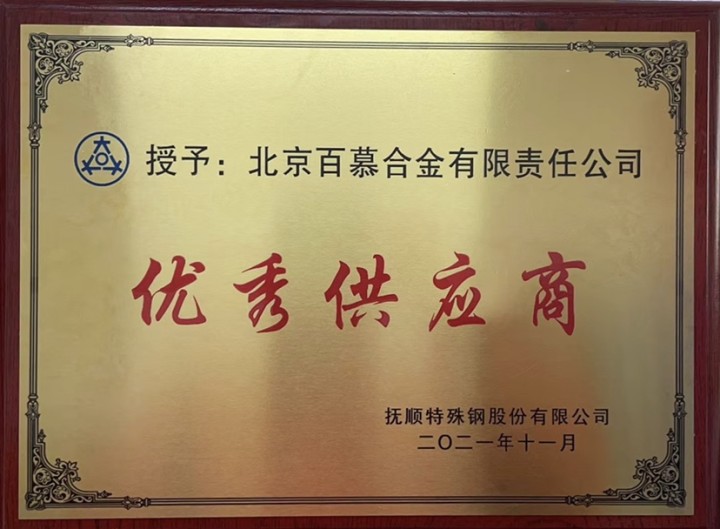 授予：北京百慕合金有限责任公司
优秀供应商
抚顺特殊钢股份有限公司
二〇二一年十一月